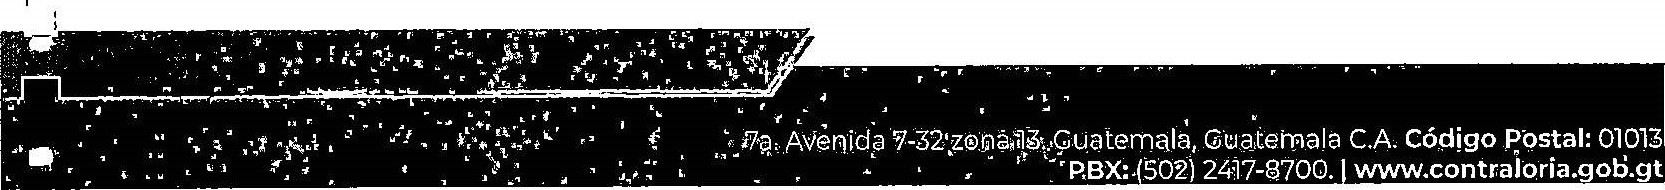 7a. Avenida 7-32 zona 13, Guatemala, Guatemala C.A. Código Postal: 01013
PBX: (502) 2417-8700. | www.contraloria.gob.gt